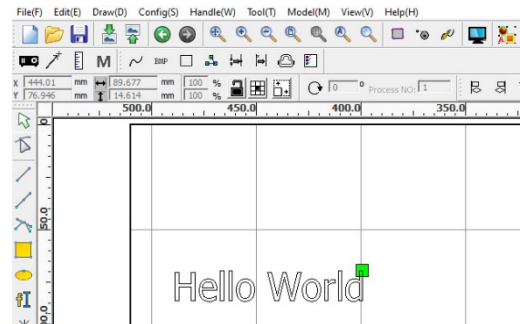 File(F) Edit(E) Draw(D) Config(S) Handle(W) Tool(T) Model(M) View(V) Help(H)
M BMP
X 444.01 mm 89.677 mm 100 %
Y 76.946 mm 14.614 mm 100 % 0 ° Process NO: 1
500.0 450.0 400.0 350.0
0
50.0
Hello World